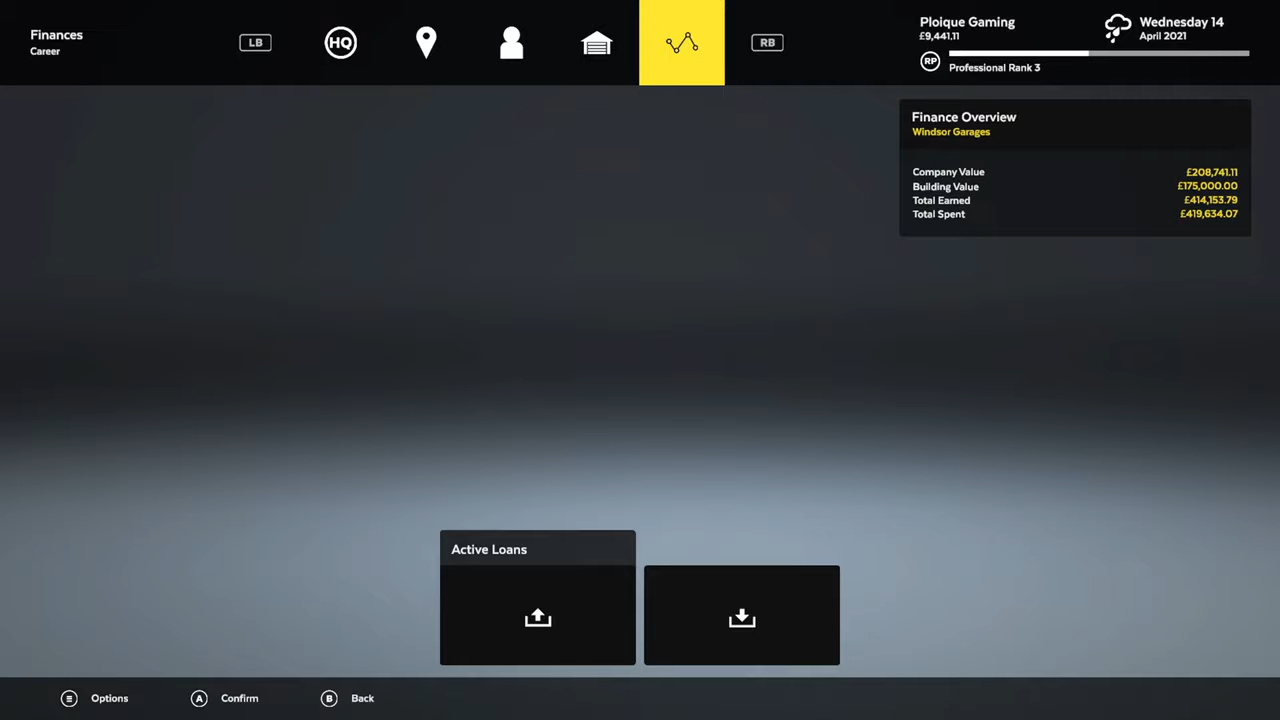 Finances
Career
LB
HQ
RB
Ploique Gaming
£9,441.11
Wednesday 14
April 2021
RP
Professional Rank 3
Finance Overview
Windsor Garages
Company Value £208,741.11
Building Value £175,000.00
Total Earned £414,153.79
Total Spent £419,634.07
Active Loans
Options
A Confirm
B Back